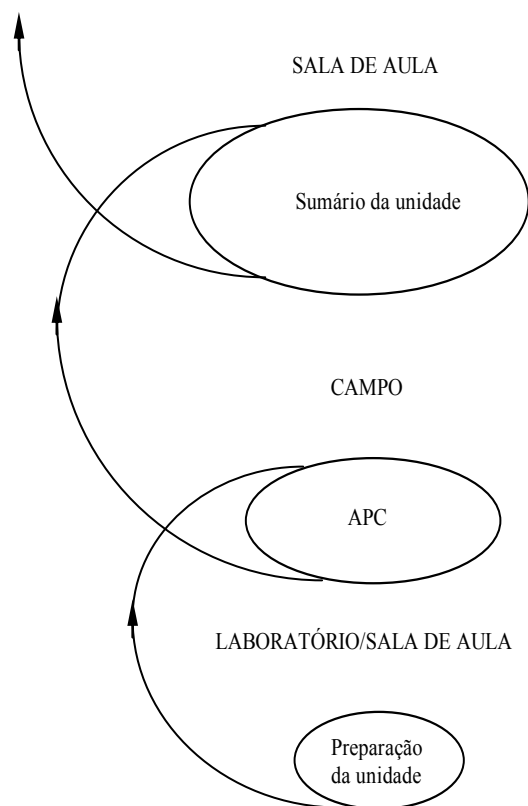 SALA DE AULA
Sumário da unidade
CAMPO
APC
LABORATÓRIO/SALA DE AULA
Preparação
da unidade